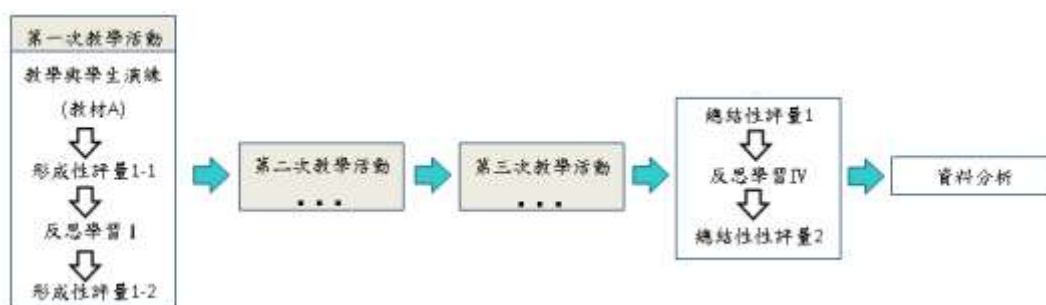 第一次教學活動
教學與學生演練
(教材A)
形成性評量1-1
反思學習I
形成性評量1-2
第二次教學活動
...
第三次教學活動
...
總結性評量1
反思學習IV
總結性性評量2
資料分析